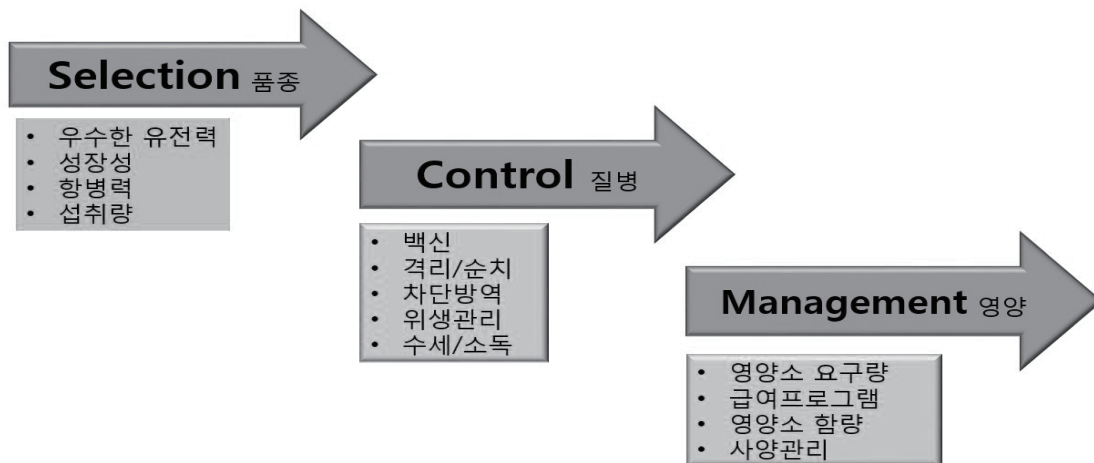 Selection 품종
• 우수한 유전력
• 성장성
• 항병력
• 섭취량
Control 질병
• 백신
• 격리/순치
• 차단방역
• 위생관리
• 수세/소독
Management 영양
• 영양소 요구량
• 급여프로그램
• 영양소 함량
• 사양관리